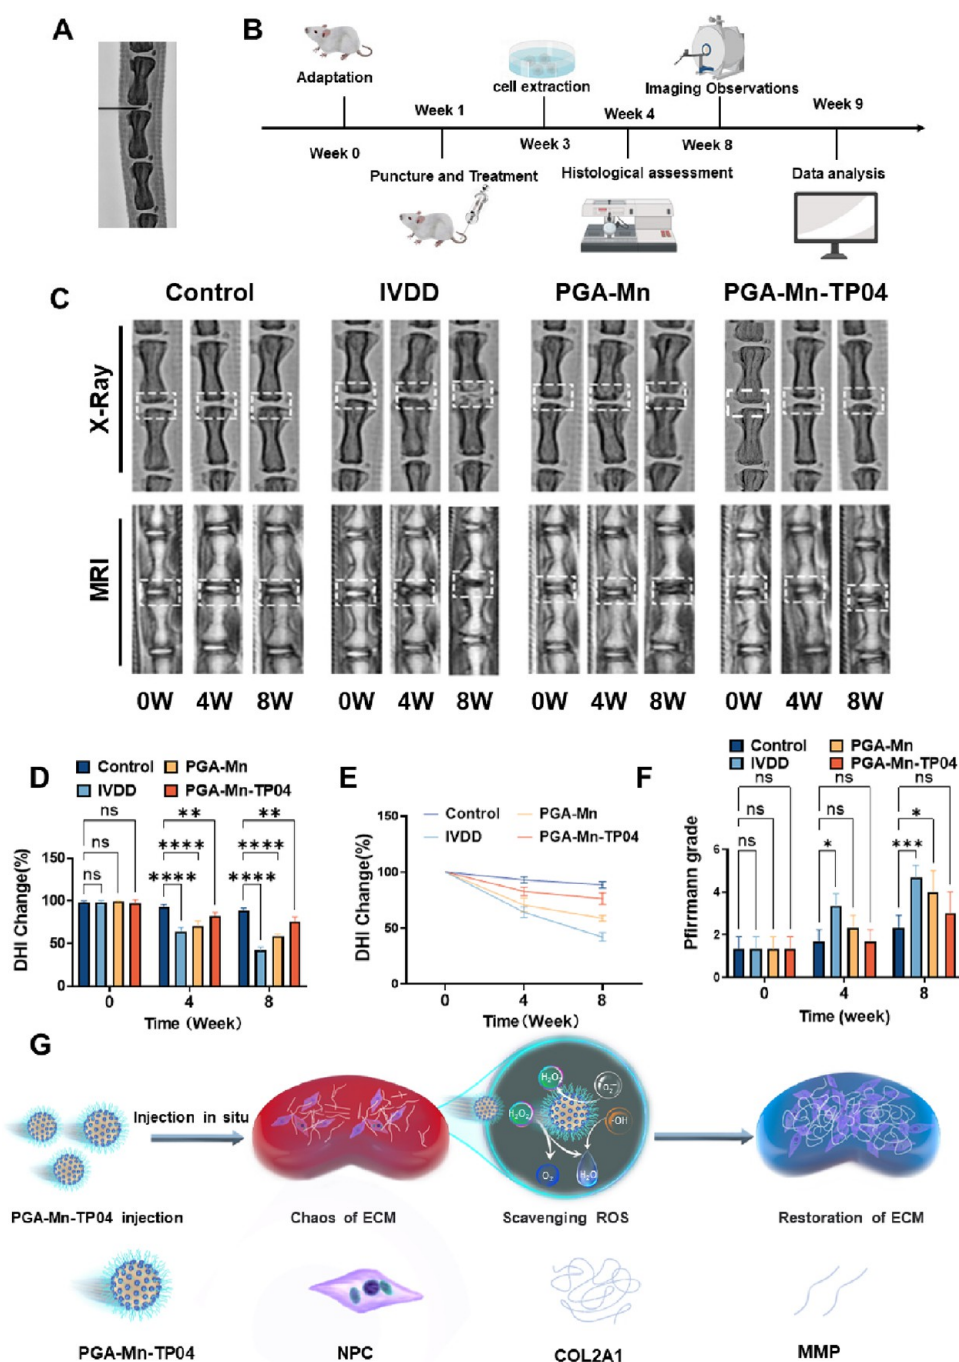 A
B
Adaptation
cell extraction
Imaging Observations
Week 1
Week 4
Week 9
Week 0
Week 3
Week 8
Puncture and Treatment
Histological assessment
Data analysis
C
Control
IVDD
PGA-Mn
PGA-Mn-TP04
X-Ray
MRI
0W 4W 8W
0W 4W 8W
0W 4W 8W
0W 4W 8W
D
Control
PGA-Mn
IVDD
PGA-Mn-TP04
ns
ns
ns
**
****
****
**
****
****
DHI Change(%)
150
100
50
0
0 4 8
Time (Week)
E
Control
PGA-Mn
IVDD
PGA-Mn-TP04
DHI Change(%)
150
100
50
0
0 4 8
Time(Week)
F
Control
PGA-Mn
IVDD
PGA-Mn-TP04
ns
ns
ns
ns
ns
*
ns
*
***
Pfirrmann grade
6
4
2
0
0 4 8
Time (week)
G
Injection in situ
H₂O₂
H₂O
O₂
PGA-Mn-TP04 injection
Chaos of ECM
Scavenging ROS
Restoration of ECM
PGA-Mn-TP04
NPC
COL2A1
MMP